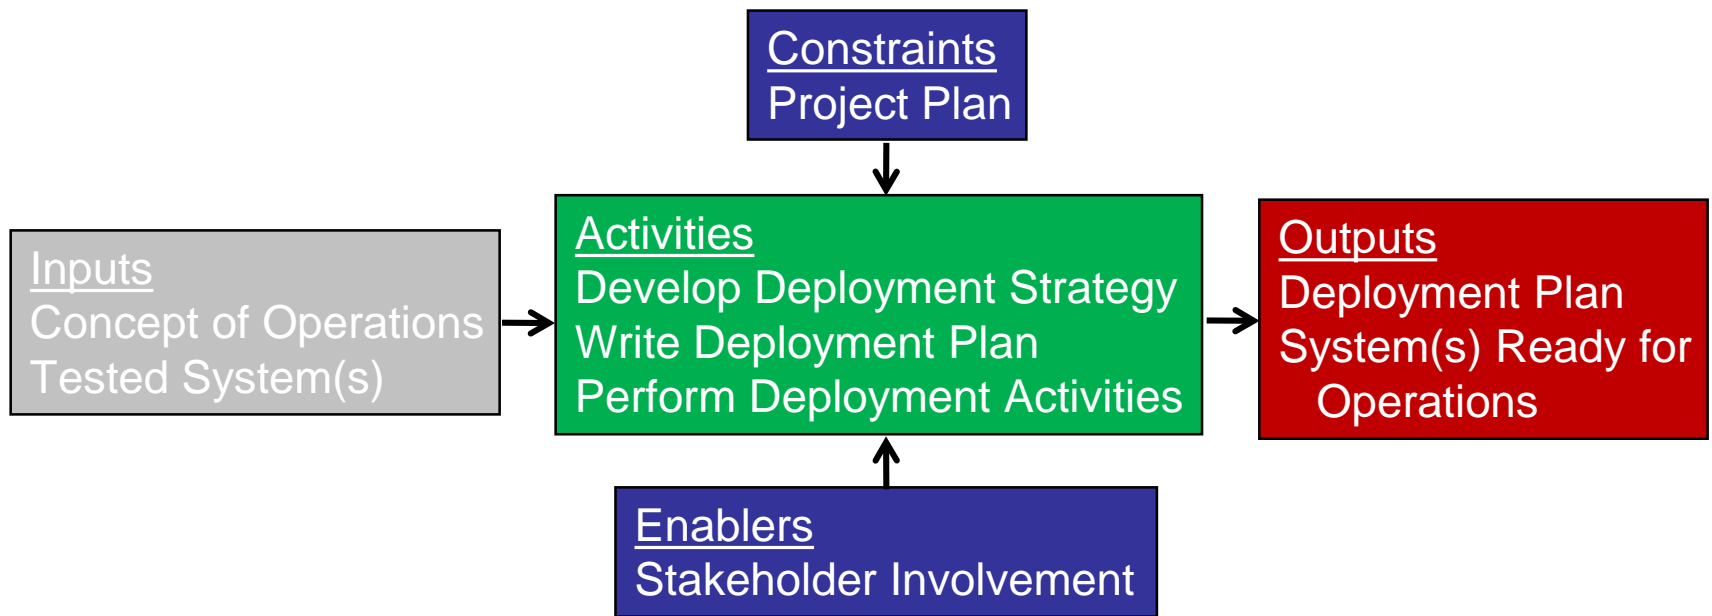 Constraints
Project Plan
Inputs
Concept of Operations
Tested System(s)
Activities
Develop Deployment Strategy
Write Deployment Plan
Perform Deployment Activities
Outputs
Deployment Plan
System(s) Ready for
Operations
Enablers
Stakeholder Involvement